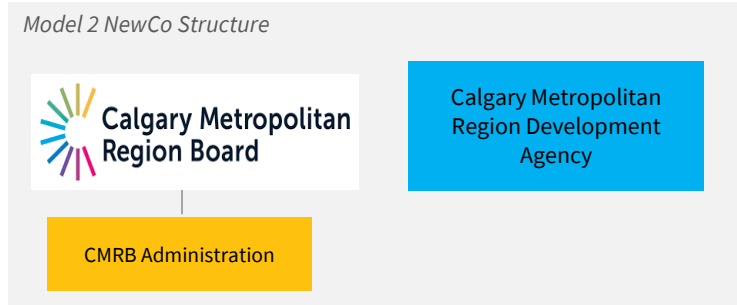 Model 2 NewCo Structure
Calgary Metropolitan
Region Board
Calgary Metropolitan
Region Development
Agency
CMRB Administration